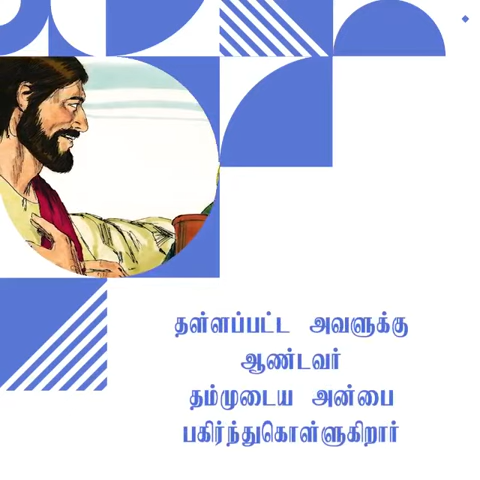 தள்ளப்பட்ட அவளுக்கு
ஆண்டவர்
தம்முடைய அன்பை
பகிர்ந்துகொள்ளுகிறார்